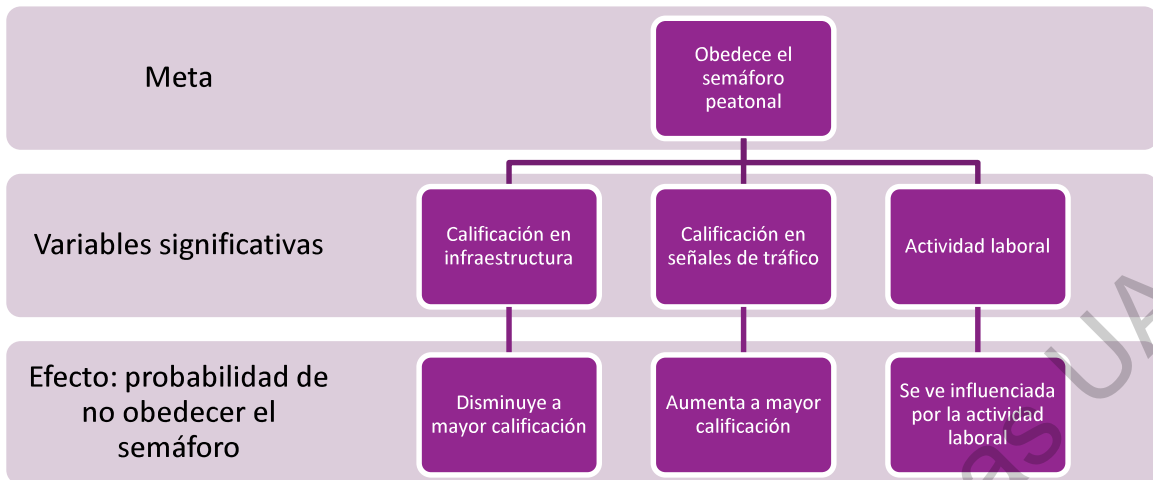 Meta
Obedece el
semáforo
peatonal
Variables significativas
Calificación en
infraestructura
Calificación en
señales de tráfico
Actividad laboral
Efecto: probabilidad de
no obedecer el
semáforo
Disminuye a
mayor calificación
Aumenta a mayor
calificación
Se ve influenciada
por la actividad
laboral